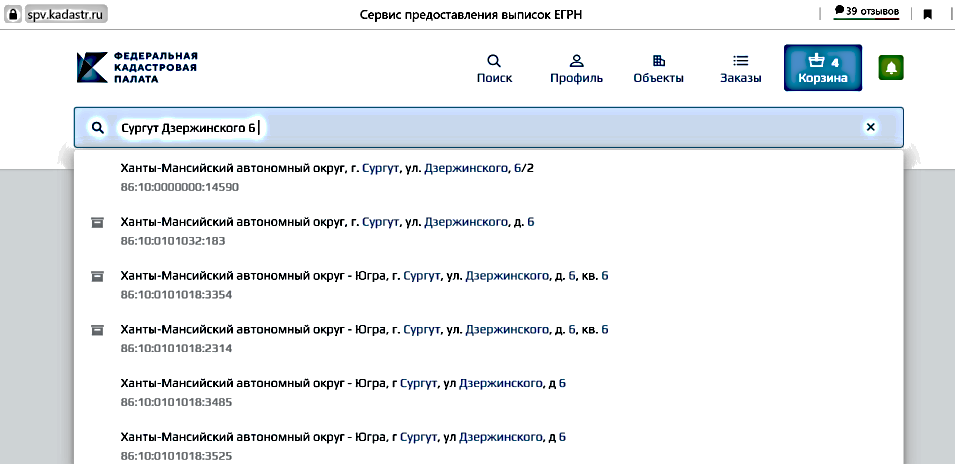 spv.kadastr.ru
Сервис предоставления выписок ЕГРН
39 отзывов
ФЕДЕРАЛЬНАЯ
КАДАСТРОВАЯ
ПАЛАТА
Поиск
Профиль
Объекты
Заказы
4
Корзина
Сургут Дзержинского 6
Ханты-Мансийский автономный округ, г. Сургут, ул. Дзержинского, 6/2
86:10:0000000:14590
Ханты-Мансийский автономный округ, г. Сургут, ул. Дзержинского, д. 6
86:10:0101032:183
Ханты-Мансийский автономный округ - Югра, г. Сургут, ул. Дзержинского, д. 6, кв. 6
86:10:0101018:3354
Ханты-Мансийский автономный округ - Югра, г. Сургут, ул. Дзержинского, д. 6, кв. 6
86:10:0101018:2314
Ханты-Мансийский автономный округ - Югра, г Сургут, ул Дзержинского, д 6
86:10:0101018:3485
Ханты-Мансийский автономный округ - Югра, г Сургут, ул Дзержинского, д 6
86:10:0101018:3525